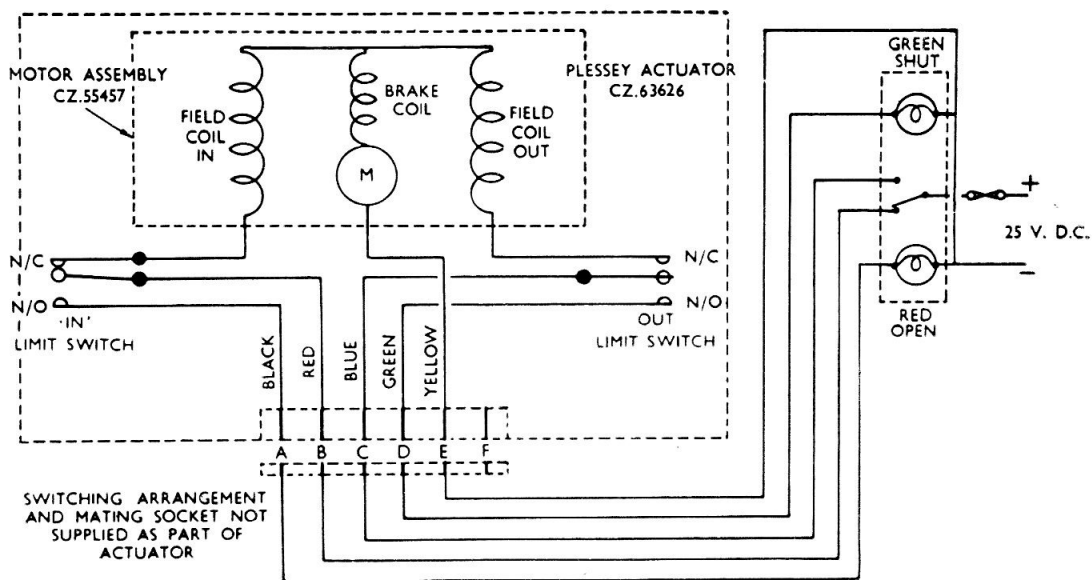 MOTOR ASSEMBLY
CZ.55457
FIELD
COIL
IN
BRAKE
COIL
M
FIELD
COIL
OUT
PLESSEY ACTUATOR
CZ.63626
GREEN
SHUT
+
25 V. D.C.
−
RED
OPEN
N/C
N/O
'IN'
LIMIT SWITCH
N/C
N/O
OUT
LIMIT SWITCH
BLACK
RED
BLUE
GREEN
YELLOW
A B C D E F
SWITCHING ARRANGEMENT
AND MATING SOCKET NOT
SUPPLIED AS PART OF
ACTUATOR